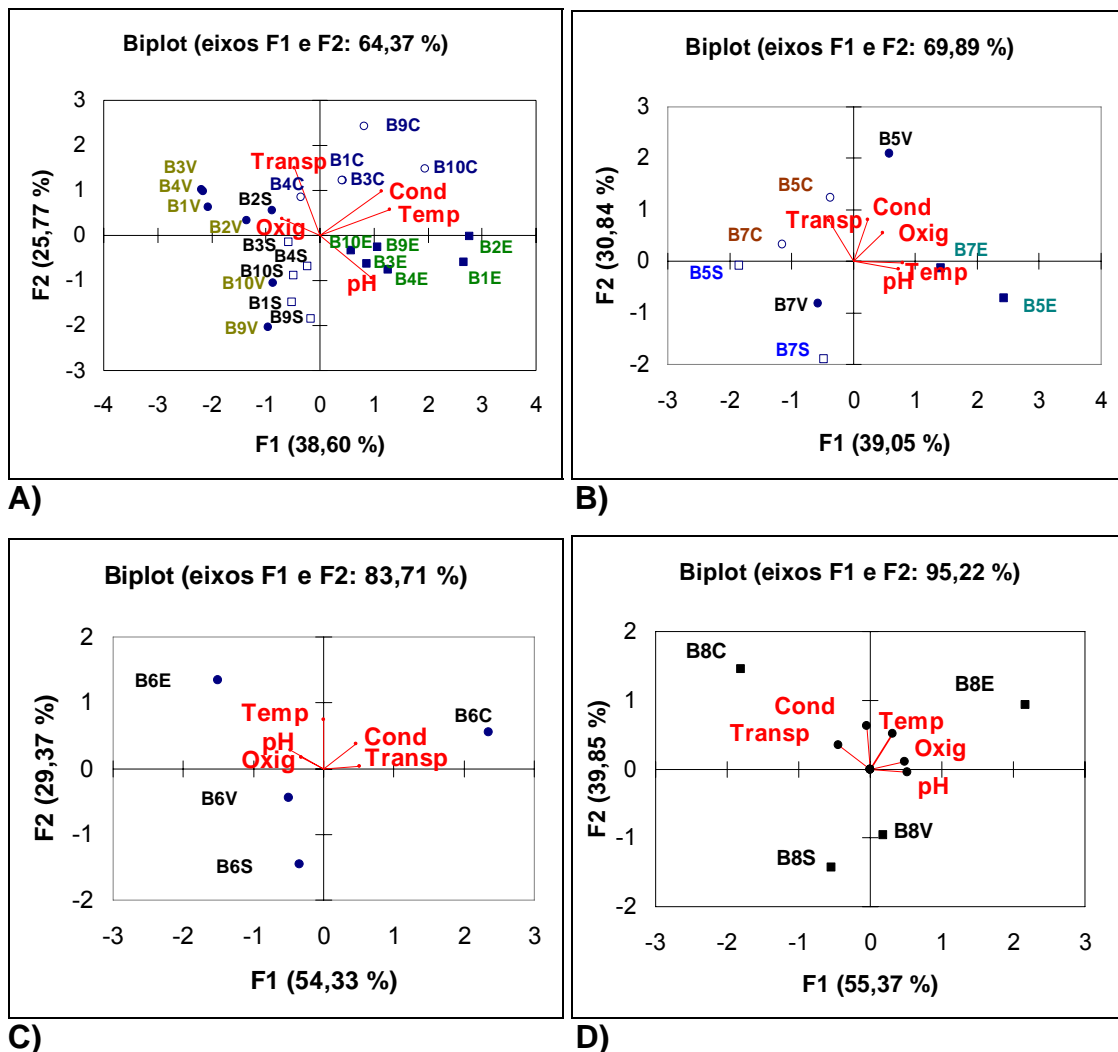 Biplot (eixos F1 e F2: 64,37 %)
3
2
1
0
-1
-2
-3
F2 (25,77 %)
B9C
B3V
Transp
B1C
B10C
B4V
B4C
B3C
Cond
B1V
B2S
Temp
B2V
Oxig
B3S
B10E
B9E
B2E
B4S
B3E
B10S
pH
B4E
B1E
B10V
B1S
B9V
B9S
-4 -3 -2 -1 0 1 2 3 4
F1 (38,60 %)
A)
Biplot (eixos F1 e F2: 69,89 %)
3
2
1
0
-1
-2
F2 (30,84 %)
B5V
B5C
Cond
Transp
Oxig
B7C
B7E
B5S
Temp
pH
B7V
B5E
B7S
-3 -2 -1 0 1 2 3
F1 (39,05 %)
B)
Biplot (eixos F1 e F2: 83,71 %)
2
1
0
-1
-2
F2 (29,37 %)
B6E
Temp
B6C
pH
Cond
Oxig
Transp
B6V
B6S
-3 -2 -1 0 1 2 3
F1 (54,33 %)
C)
Biplot (eixos F1 e F2: 95,22 %)
2
1
0
-1
-2
F2 (39,85 %)
B8C
B8E
Cond
Temp
Transp
Oxig
pH
B8V
B8S
-3 -2 -1 0 1 2 3
F1 (55,37 %)
D)